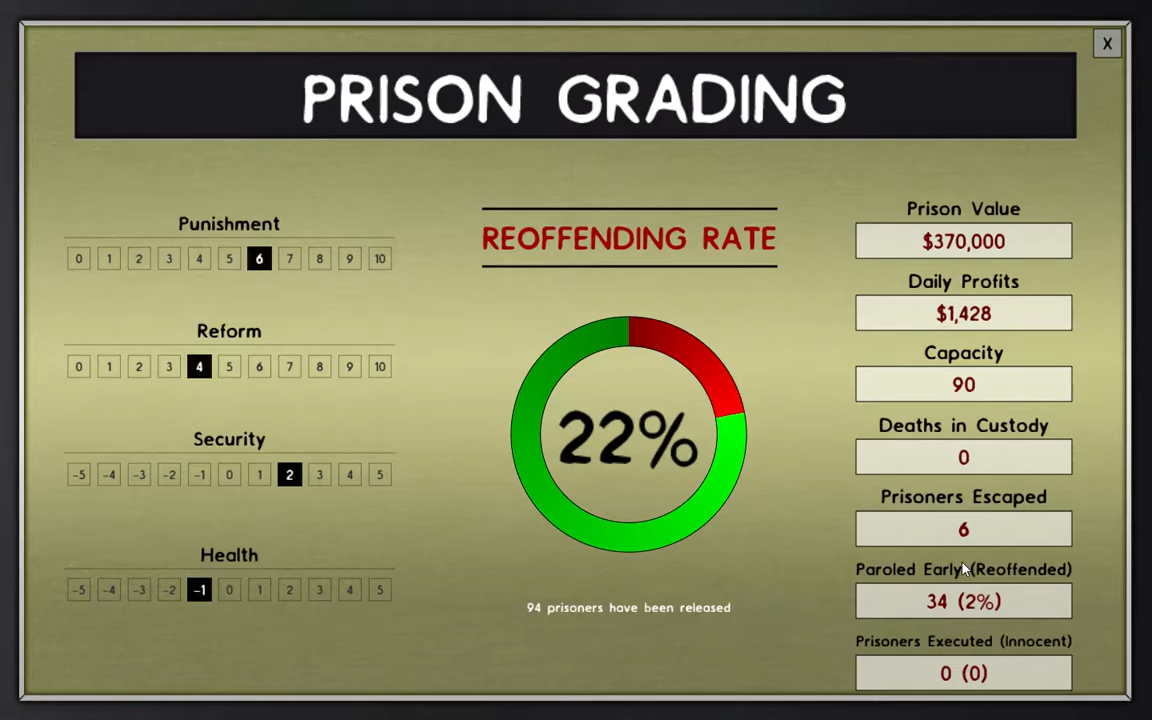 X
PRISON GRADING
Punishment
0 1 2 3 4 5 6 7 8 9 10
Reform
0 1 2 3 4 5 6 7 8 9 10
Security
-5 -4 -3 -2 -1 0 1 2 3 4 5
Health
-5 -4 -3 -2 -1 0 1 2 3 4 5
REOFFENDING RATE
22%
94 prisoners have been released
Prison Value
$370,000
Daily Profits
$1,428
Capacity
90
Deaths in Custody
0
Prisoners Escaped
6
Paroled Early (Reoffended)
34 (2%)
Prisoners Executed (Innocent)
0 (0)